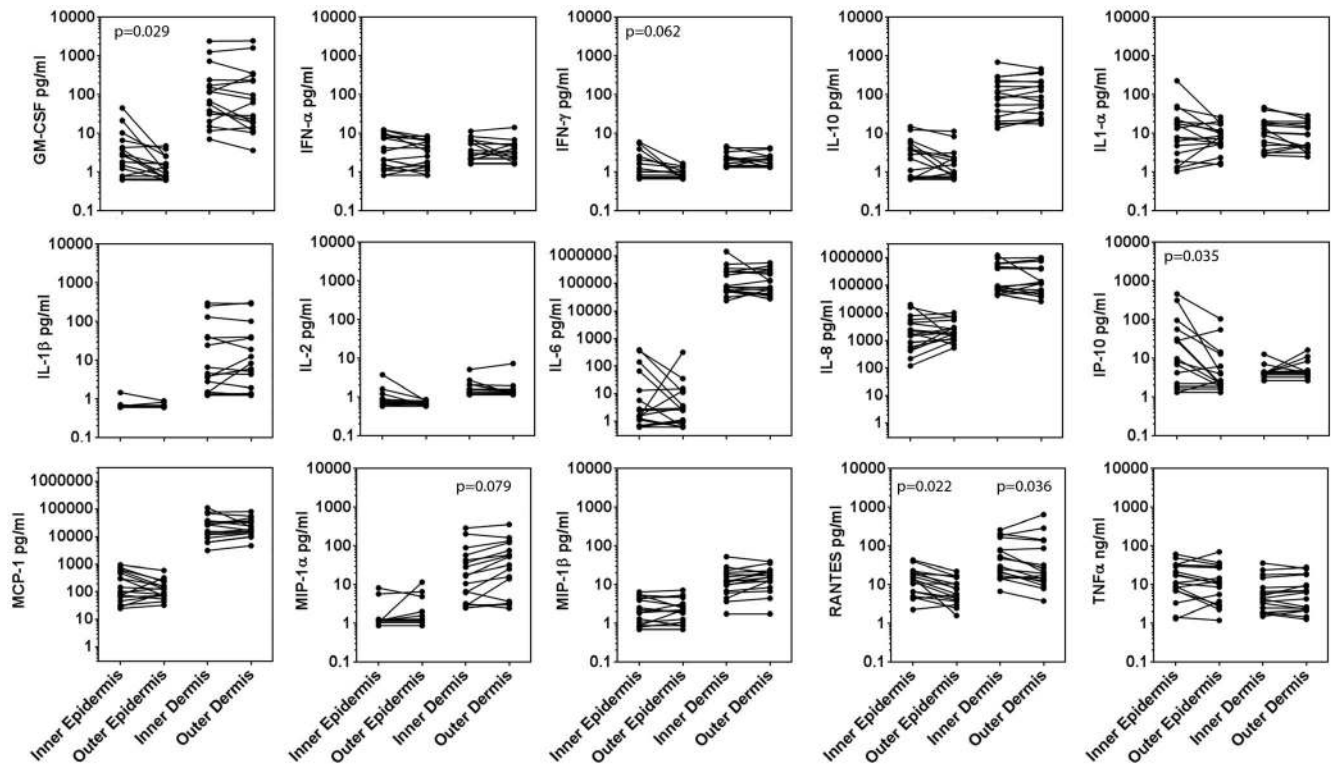 10000
1000
100
10
1
0.1
GM-CSF pg/ml
p=0.029
10000
1000
100
10
1
0.1
IFN-α pg/ml
10000
1000
100
10
1
0.1
IFN-γ pg/ml
p=0.062
10000
1000
100
10
1
0.1
IL-10 pg/ml
10000
1000
100
10
1
0.1
IL1-α pg/ml
10000
1000
100
10
1
0.1
IL-1β pg/ml
10000
1000
100
10
1
0.1
IL-2 pg/ml
1000000
100000
10000
1000
100
10
1
IL-6 pg/ml
1000000
100000
10000
1000
100
10
1
IL-8 pg/ml
10000
1000
100
10
1
0.1
IP-10 pg/ml
p=0.035
1000000
100000
10000
1000
100
10
1
MCP-1 pg/ml
10000
1000
100
10
1
0.1
MIP-1α pg/ml
p=0.079
10000
1000
100
10
1
0.1
MIP-1β pg/ml
10000
1000
100
10
1
0.1
RANTES pg/ml
p=0.022
p=0.036
10000
1000
100
10
1
0.1
TNFα ng/ml
Inner Epidermis
Outer Epidermis
Inner Dermis
Outer Dermis
Inner Epidermis
Outer Epidermis
Inner Dermis
Outer Dermis
Inner Epidermis
Outer Epidermis
Inner Dermis
Outer Dermis
Inner Epidermis
Outer Epidermis
Inner Dermis
Outer Dermis
Inner Epidermis
Outer Epidermis
Inner Dermis
Outer Dermis